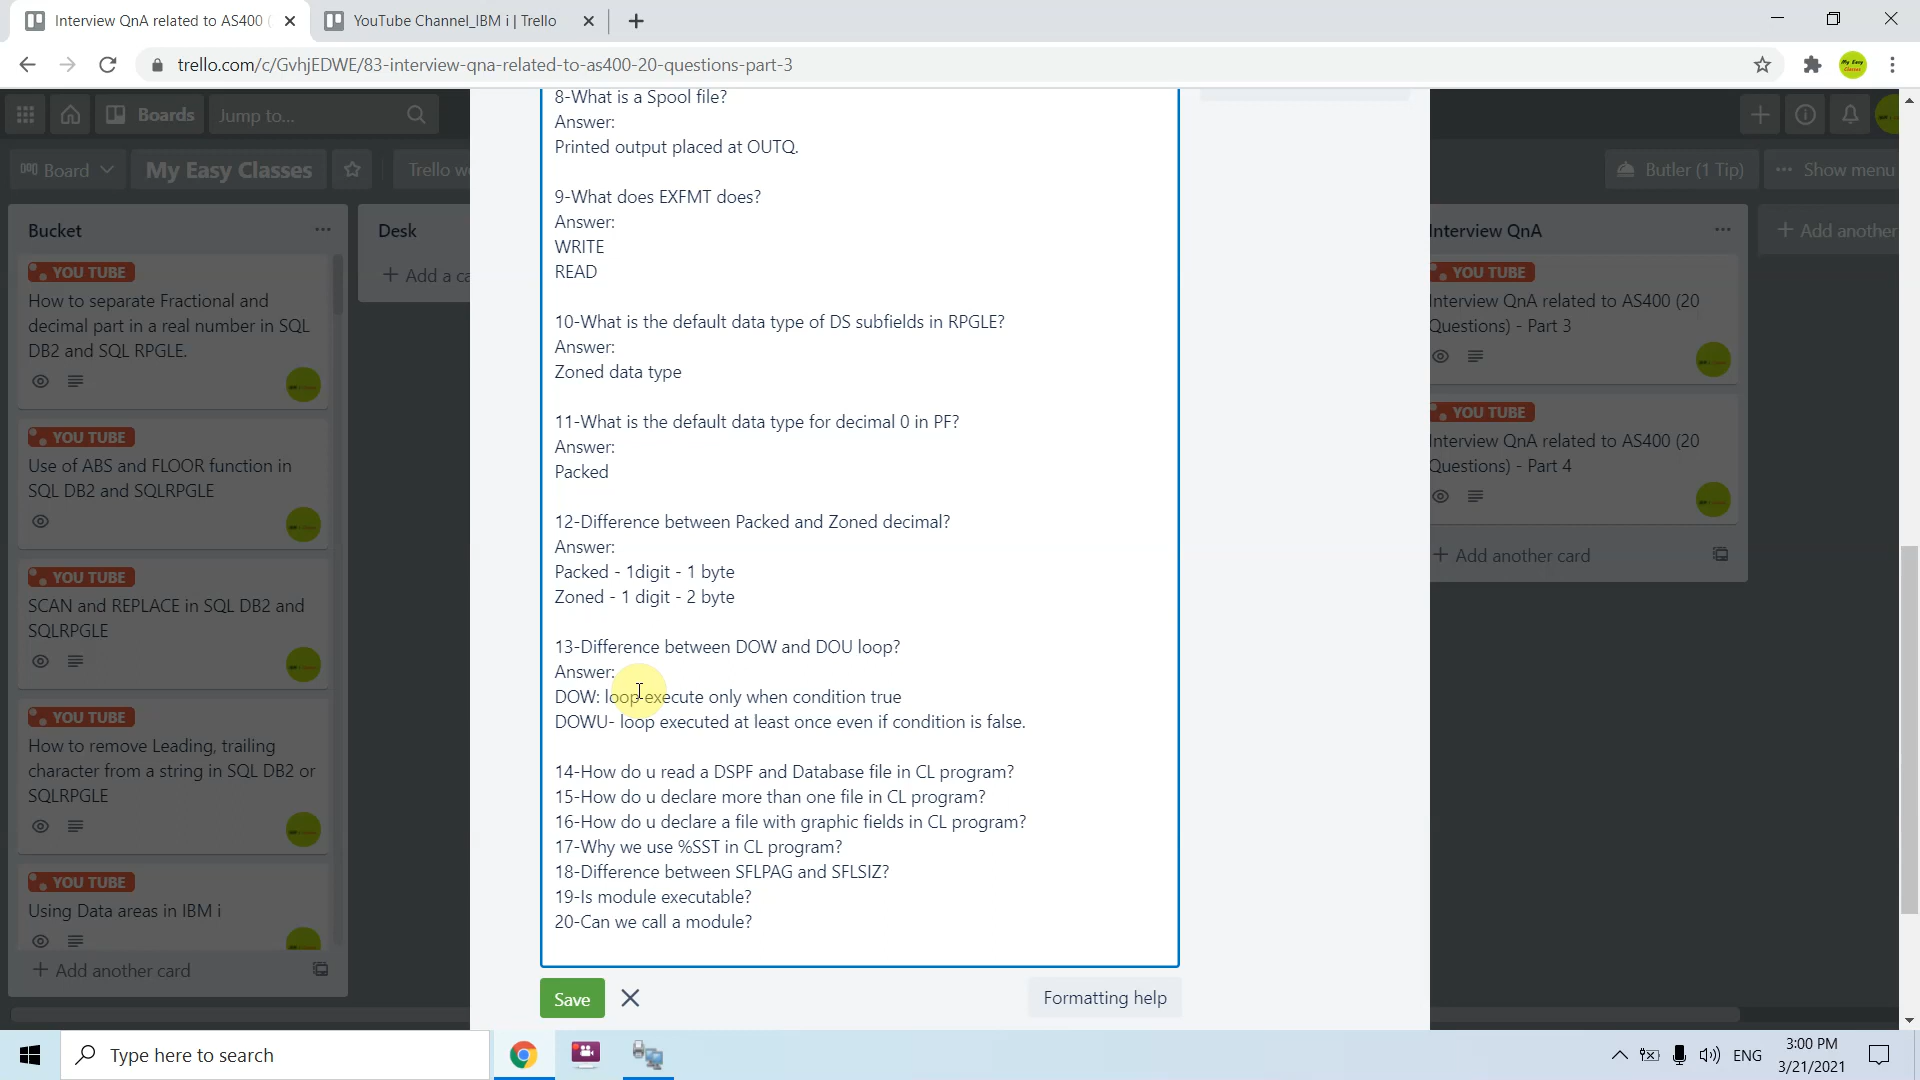 Interview QnA related to AS400 (
YouTube Channel_IBM i | Trello
trello.com/c/GvhjEDWE/83-interview-qna-related-to-as400-20-questions-part-3
Boards
Jump to...
Board
My Easy Classes
Trello w
Butler (1 Tip)
Show menu
Bucket
YOU TUBE
How to separate Fractional and
decimal part in a real number in SQL
DB2 and SQL RPGLE.
YOU TUBE
Use of ABS and FLOOR function in
SQL DB2 and SQLRPGLE
YOU TUBE
SCAN and REPLACE in SQL DB2 and
SQLRPGLE
YOU TUBE
How to remove Leading, trailing
character from a string in SQL DB2 or
SQLRPGLE
YOU TUBE
Using Data areas in IBM i
Add another card
Desk
Add a ca
8-What is a Spool file?
Answer:
Printed output placed at OUTQ.
9-What does EXFMT does?
Answer:
WRITE
READ
10-What is the default data type of DS subfields in RPGLE?
Answer:
Zoned data type
11-What is the default data type for decimal 0 in PF?
Answer:
Packed
12-Difference between Packed and Zoned decimal?
Answer:
Packed - 1digit - 1 byte
Zoned - 1 digit - 2 byte
13-Difference between DOW and DOU loop?
Answer:
DOW: loop execute only when condition true
DOWU- loop executed at least once even if condition is false.
14-How do u read a DSPF and Database file in CL program?
15-How do u declare more than one file in CL program?
16-How do u declare a file with graphic fields in CL program?
17-Why we use %SST in CL program?
18-Difference between SFLPAG and SFLSIZ?
19-Is module executable?
20-Can we call a module?
Save
Formatting help
Interview QnA
YOU TUBE
Interview QnA related to AS400 (20
Questions) - Part 3
YOU TUBE
Interview QnA related to AS400 (20
Questions) - Part 4
Add another card
Add another
Type here to search
ENG
3:00 PM
3/21/2021